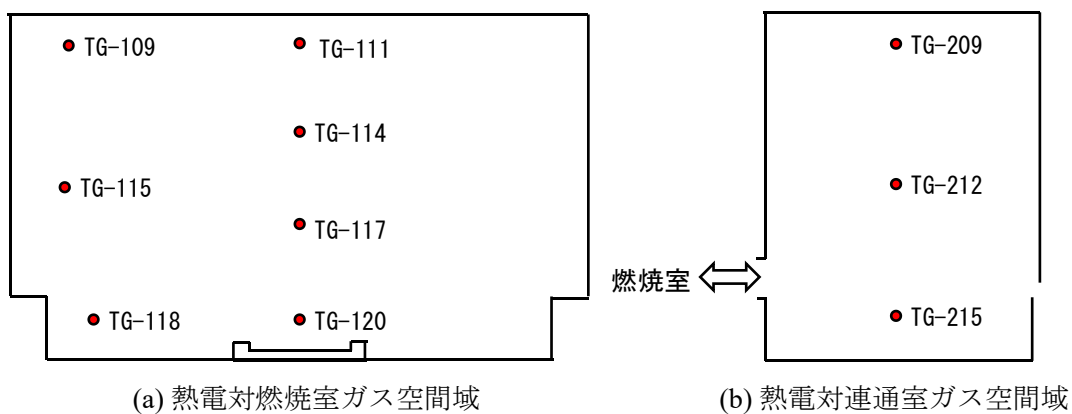 TG-109
TG-111
TG-114
TG-115
TG-117
TG-118
TG-120
TG-209
TG-212
燃焼室
TG-215
(a) 熱電対燃焼室ガス空間域
(b) 熱電対連通室ガス空間域